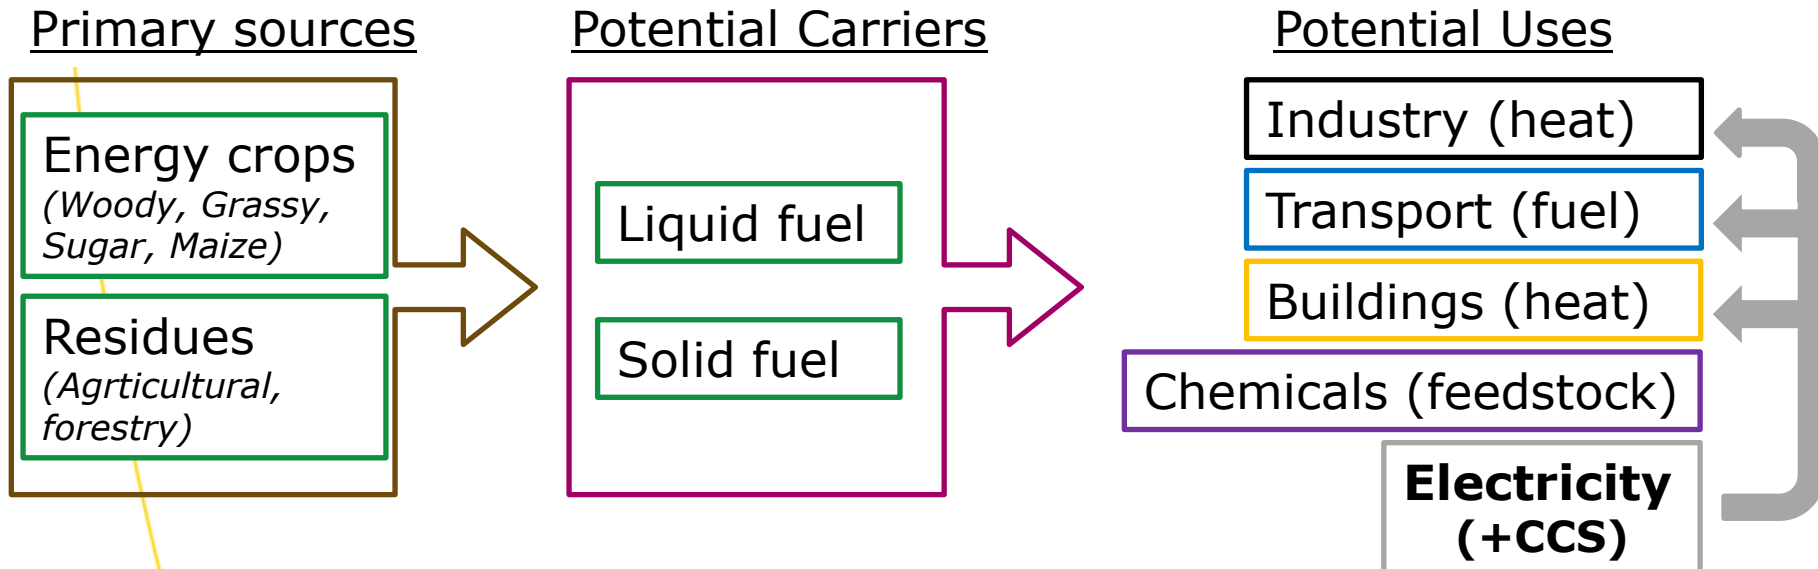 Primary sources
Energy crops
(Woody, Grassy,
Sugar, Maize)
Residues
(Agrticultural,
forestry)
Potential Carriers
Liquid fuel
Solid fuel
Potential Uses
Industry (heat)
Transport (fuel)
Buildings (heat)
Chemicals (feedstock)
Electricity
(+CCS)